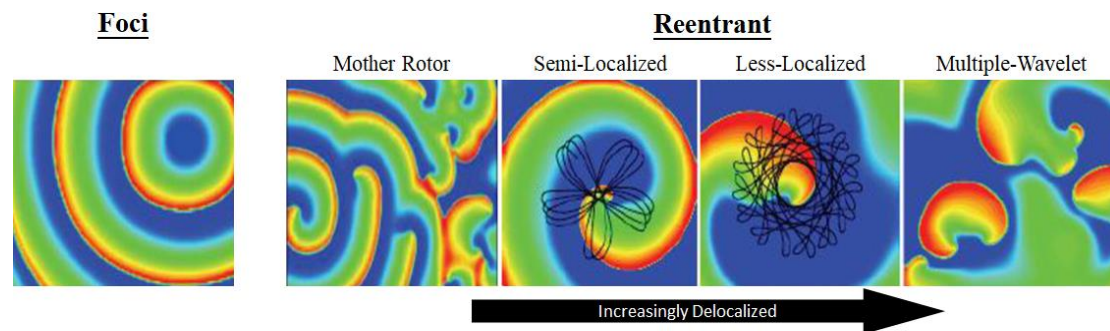 Foci
Reentrant
Mother Rotor
Semi-Localized
Less-Localized
Multiple-Wavelet
Increasingly Delocalized